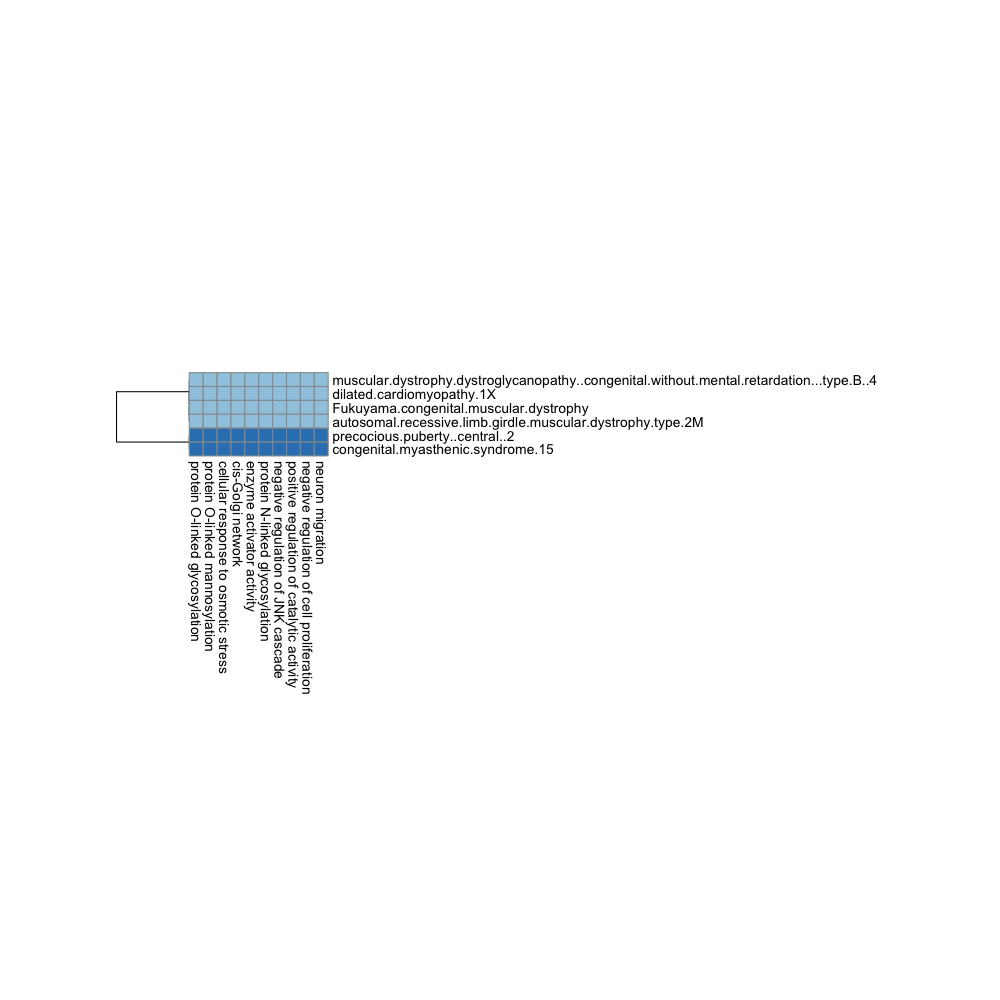 muscular.dystrophy.dystroglycanopathy..congenital.without.mental.retardation...type.B..4
dilated.cardiomyopathy.1X
Fukuyama.congenital.muscular.dystrophy
autosomal.recessive.limb.girdle.muscular.dystrophy.type.2M
precocious.puberty..central..2
congenital.myasthenic.syndrome.15
protein O-linked glycosylation
protein O-linked mannosylation
cellular response to osmotic stress
cis-Golgi network
enzyme activator activity
protein N-linked glycosylation
negative regulation of JNK cascade
positive regulation of catalytic activity
negative regulation of cell proliferation
neuron migration